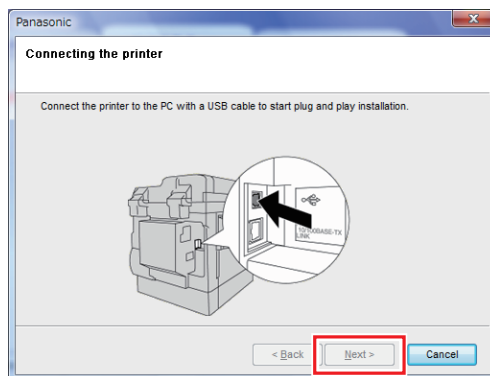 Panasonic
Connecting the printer
Connect the printer to the PC with a USB cable to start plug and play installation.
10/100BASE-TX
LINK
< Back
Next >
Cancel